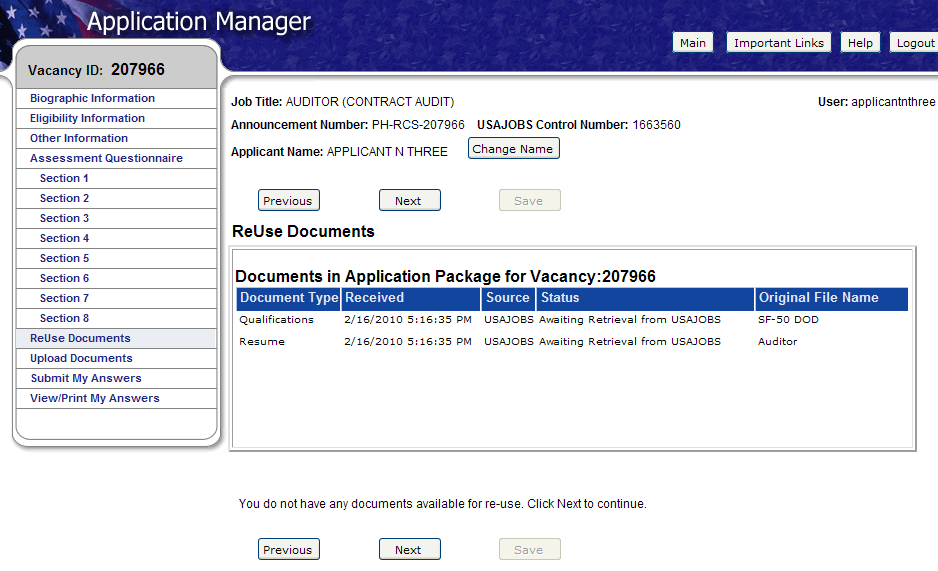 Application Manager
Main Important Links Help Logout
Vacancy ID: 207966
Biographic Information
Eligibility Information
Other Information
Assessment Questionnaire
Section 1
Section 2
Section 3
Section 4
Section 5
Section 6
Section 7
Section 8
ReUse Documents
Upload Documents
Submit My Answers
View/Print My Answers
Job Title: AUDITOR (CONTRACT AUDIT) User: applicantnthree
Announcement Number: PH-RCS-207966 USAJOBS Control Number: 1663560
Applicant Name: APPLICANT N THREE Change Name
Previous Next Save
ReUse Documents
Documents in Application Package for Vacancy:207966
Document Type Received Source Status Original File Name
Qualifications 2/16/2010 5:16:35 PM USAJOBS Awaiting Retrieval from USAJOBS SF-50 DOD
Resume 2/16/2010 5:16:35 PM USAJOBS Awaiting Retrieval from USAJOBS Auditor
You do not have any documents available for re-use. Click Next to continue.
Previous Next Save